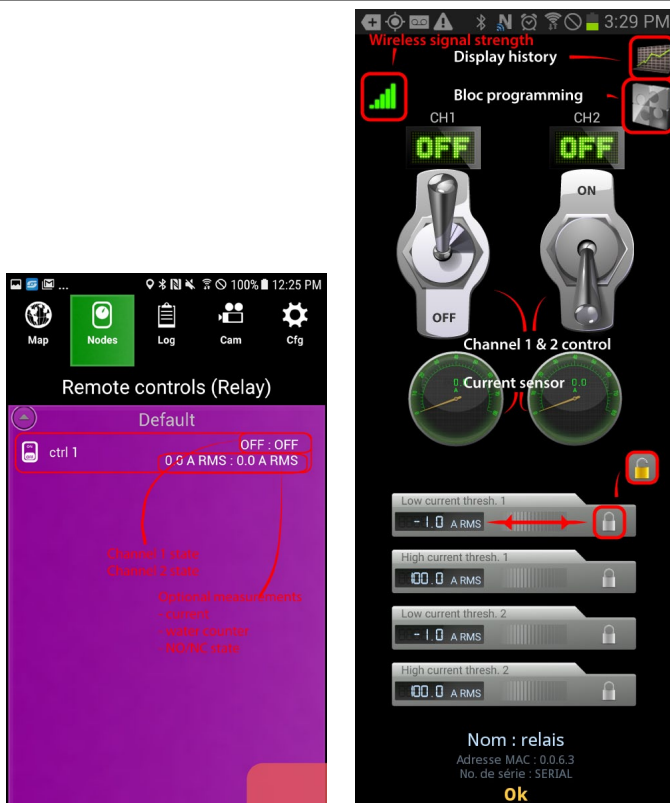 ... 100% 12:25 PM
Map Nodes Log Cam Cfg
Remote controls (Relay)
Default
ctrl 1
OFF : OFF
0.0 A RMS : 0.0 A RMS
Channel 1 state
Channel 2 state
Optional measurements
- current
- water counter
- NO/NC state
3:29 PM
Wireless signal strength
Display history
Bloc programming
CH1 CH2
OFF OFF
ON
OFF
Channel 1 & 2 control
Current sensor
0.0
A
Low current thresh. 1
-1.0 A RMS
High current thresh. 1
100.0 A RMS
Low current thresh. 2
-1.0 A RMS
High current thresh. 2
100.0 A RMS
Nom : relais
Adresse MAC : 0.0.6.3
No. de série : SERIAL
Ok